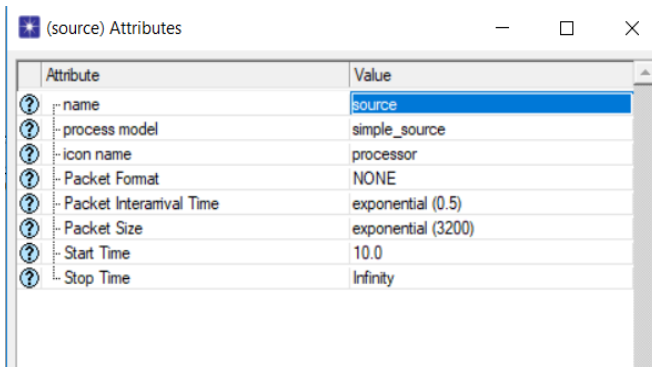 (source) Attributes
Attribute Value
name source
process model simple_source
icon name processor
Packet Format NONE
Packet Interarrival Time exponential (0.5)
Packet Size exponential (3200)
Start Time 10.0
Stop Time Infinity